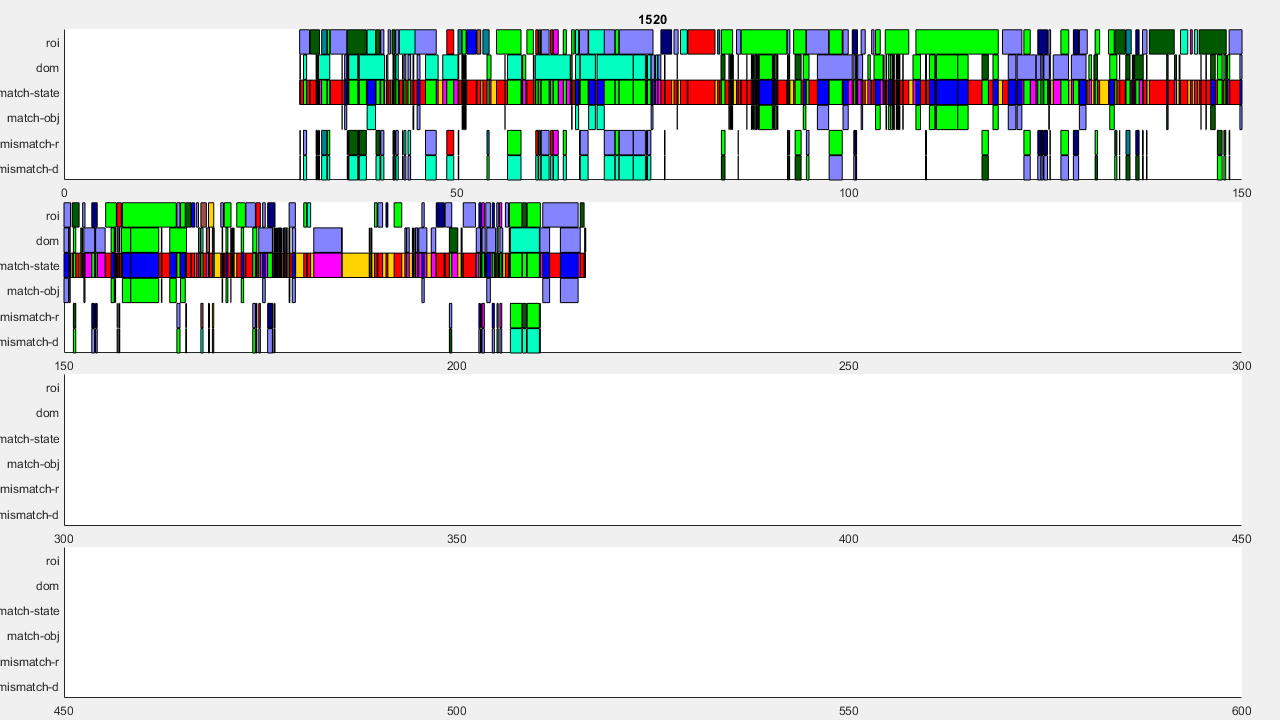 1520
roi
dom
match-state
match-obj
mismatch-r
mismatch-d
0 50 100 150
roi
dom
match-state
match-obj
mismatch-r
mismatch-d
150 200 250 300
roi
dom
match-state
match-obj
mismatch-r
mismatch-d
300 350 400 450
roi
dom
match-state
match-obj
mismatch-r
mismatch-d
450 500 550 600